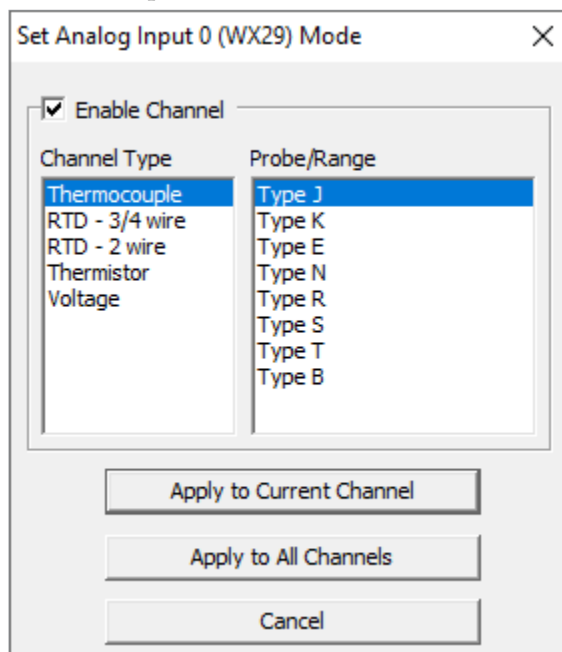 Set Analog Input 0 (WX29) Mode
Enable Channel
Channel Type
Thermocouple
RTD - 3/4 wire
RTD - 2 wire
Thermistor
Voltage
Probe/Range
Type J
Type K
Type E
Type N
Type R
Type S
Type T
Type B
Apply to Current Channel
Apply to All Channels
Cancel